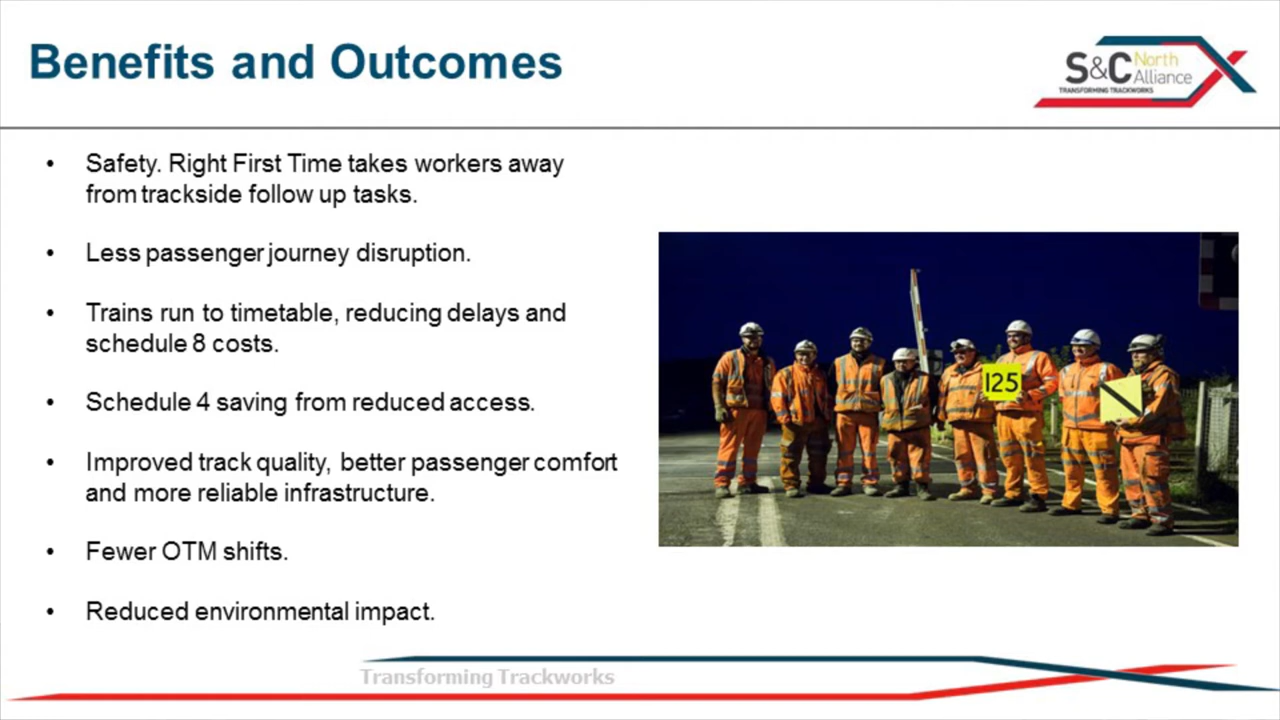 Benefits and Outcomes
S&C North
Alliance
TRANSFORMING TRACKWORKS
• Safety. Right First Time takes workers away
from trackside follow up tasks.
• Less passenger journey disruption.
• Trains run to timetable, reducing delays and
schedule 8 costs.
• Schedule 4 saving from reduced access.
• Improved track quality, better passenger comfort
and more reliable infrastructure.
• Fewer OTM shifts.
• Reduced environmental impact.
125
Transforming Trackworks